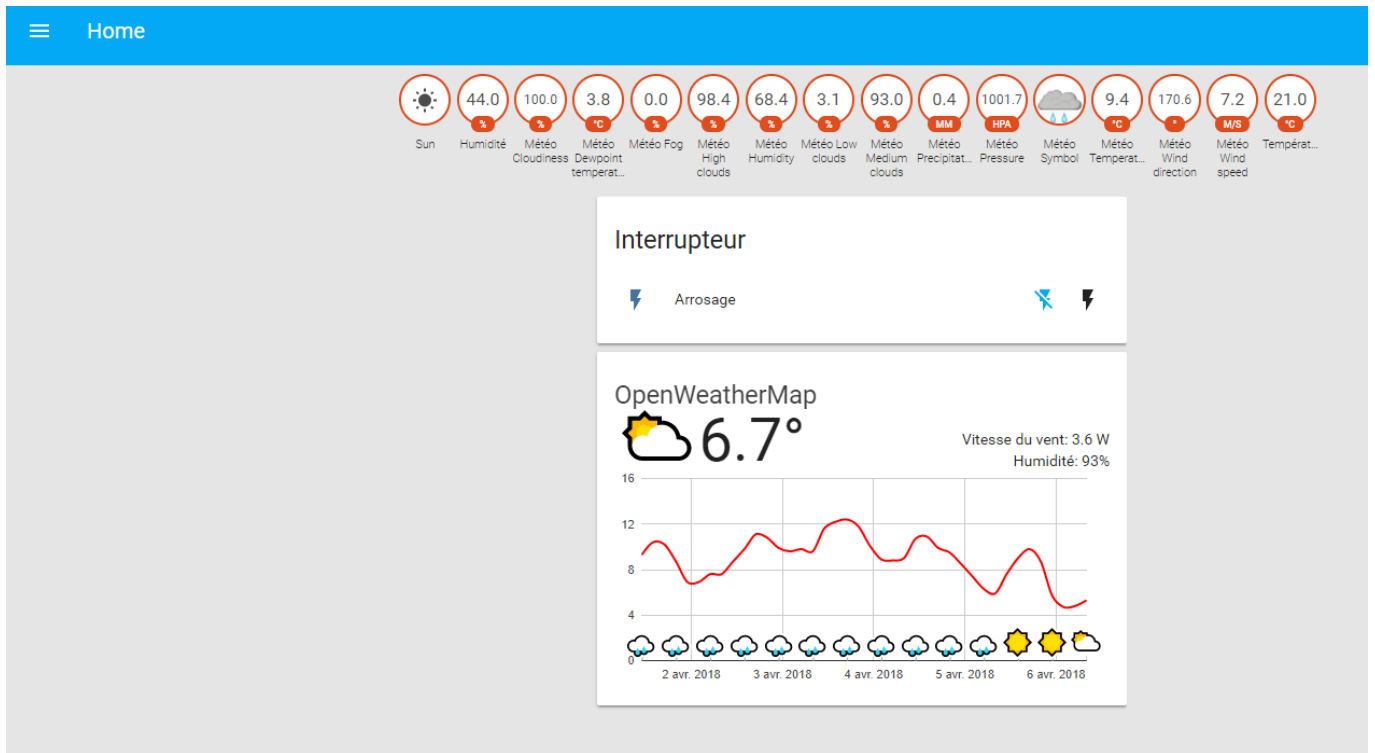 Home
44.0 100.0 3.8 0.0 98.4 68.4 3.1 93.0 0.4 1001.7 9.4 170.6 7.2 21.0
% % °C % % % % % MM HPA °C ° M/S °C
Sun Humidité Météo Météo Météo Fog Météo Météo Météo Low Météo Météo Météo Météo Météo Météo Météo Températ...
Cloudiness Dewpoint High Humidity clouds Medium Precipitat... Pressure Symbol Temperat... Wind Wind
temperat... clouds clouds direction speed
Interrupteur
Arrosage
OpenWeatherMap
6.7°
Vitesse du vent: 3.6 W
Humidité: 93%
16
12
8
4
0
2 avr. 2018 3 avr. 2018 4 avr. 2018 5 avr. 2018 6 avr. 2018